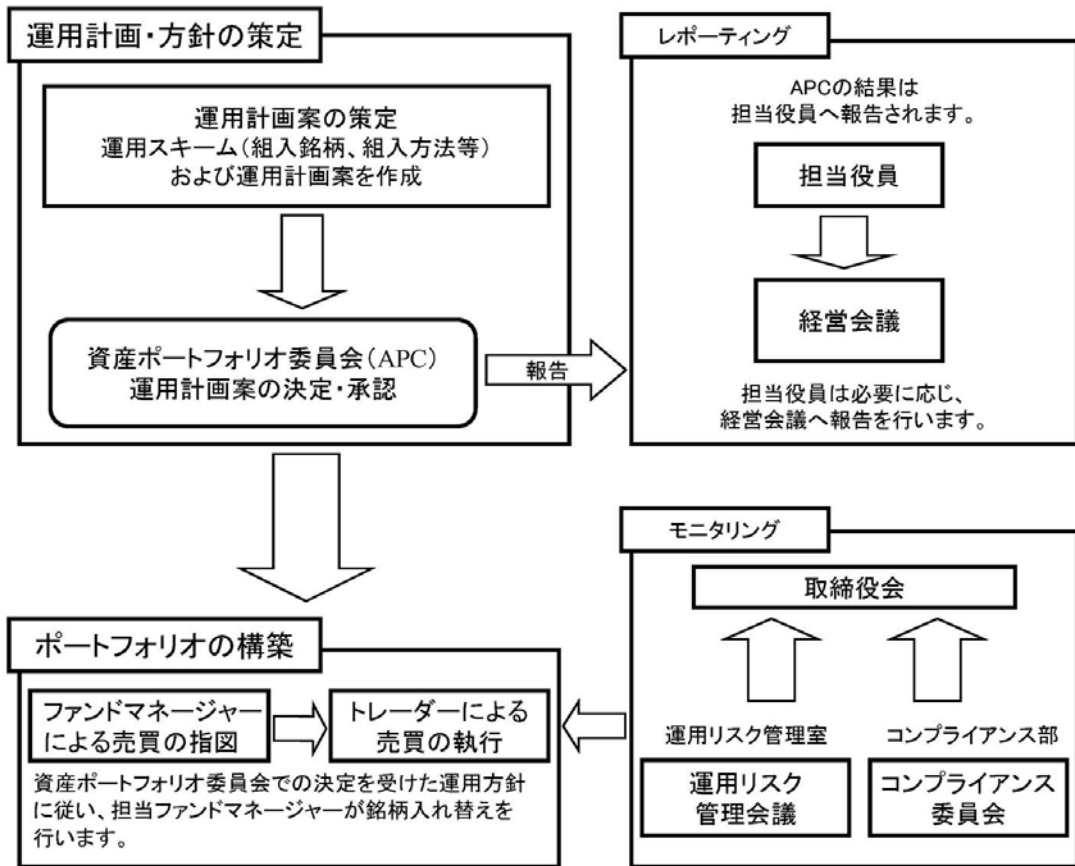 運用計画・方針の策定
運用計画案の策定
運用スキーム（組入銘柄、組入方法等）
および運用計画案を作成
資産ポートフォリオ委員会（APC）
運用計画案の決定・承認
報告
レポーティング
APCの結果は
担当役員へ報告されます。
担当役員
経営会議
担当役員は必要に応じ、
経営会議へ報告を行います。
ポートフォリオの構築
ファンドマネージャー
による売買の指図
トレーダーによる
売買の執行
資産ポートフォリオ委員会での決定を受けた運用方針
に従い、担当ファンドマネージャーが銘柄入れ替えを
行います。
モニタリング
取締役会
運用リスク管理室
コンプライアンス部
運用リスク
管理会議
コンプライアンス
委員会